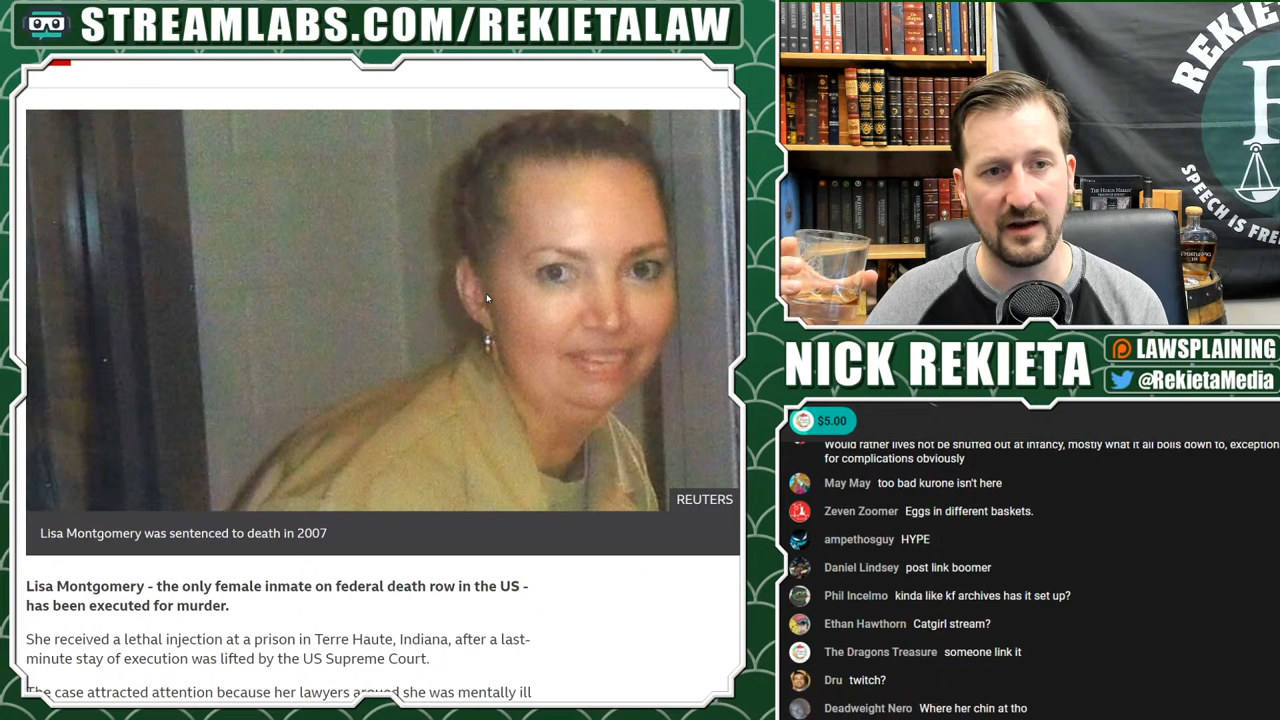 STREAMLABS.COM/REKIETALAW
REUTERS
Lisa Montgomery was sentenced to death in 2007
Lisa Montgomery - the only female inmate on federal death row in the US -
has been executed for murder.
She received a lethal injection at a prison in Terre Haute, Indiana, after a last-
minute stay of execution was lifted by the US Supreme Court.
The case attracted attention because her lawyers argued she was mentally ill
REKIE
SPEECH IS FRE
NICK REKIETA
LAWSPLAINING
@RekietaMedia
$5.00
Would rather lives not be snuffed out at infancy, mostly what it all boils down to, exception
for complications obviously
May May too bad kurone isn't here
Zeven Zoomer Eggs in different baskets.
ampethosguy HYPE
Daniel Lindsey post link boomer
Phil Incelmo kinda like kf archives has it set up?
Ethan Hawthorn Catgirl stream?
The Dragons Treasure someone link it
Dru twitch?
Deadweight Nero Where her chin at tho